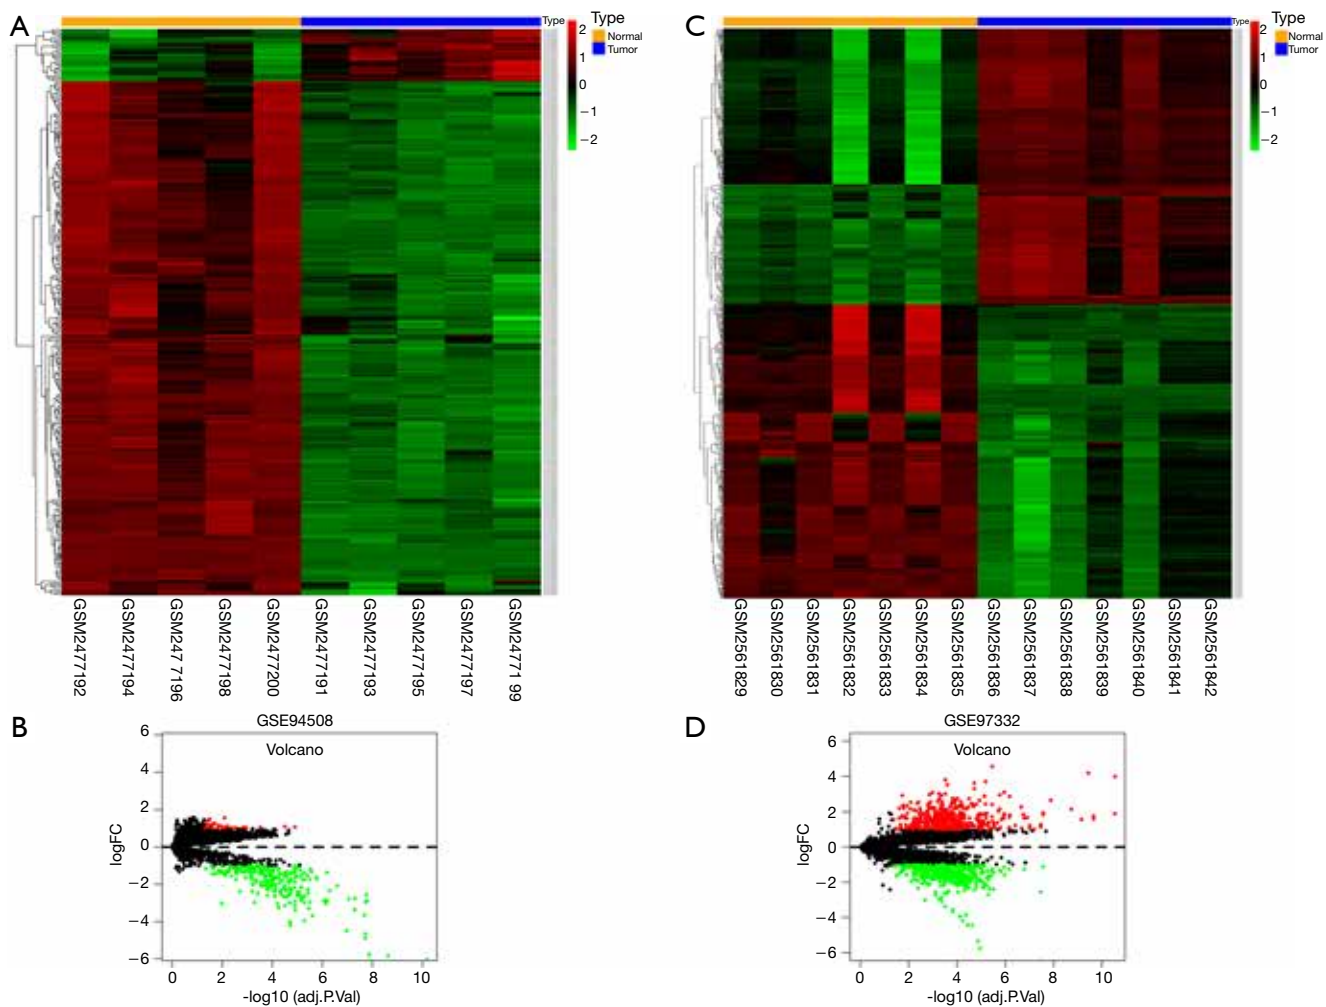 A
Type
Type
Normal
Tumor
2
1
0
−1
−2
GSM2477192
GSM2477194
GSM247 7196
GSM2477198
GSM2477200
GSM2477191
GSM2477193
GSM2477195
GSM2477197
GSM24771 99
C
Type
Type
Normal
Tumor
2
1
0
−1
−2
GSM2561829
GSM2561830
GSM2561831
GSM2561832
GSM2561833
GSM2561834
GSM2561835
GSM2561836
GSM2561837
GSM2561838
GSM2561839
GSM2561840
GSM2561841
GSM2561842
B
GSE94508
Volcano
logFC
6
4
2
0
−2
−4
−6
0 2 4 6 8 10
-log10 (adj.P.Val)
D
GSE97332
Volcano
logFC
6
4
2
0
−2
−4
−6
0 2 4 6 8 10
-log10 (adj.P.Val)